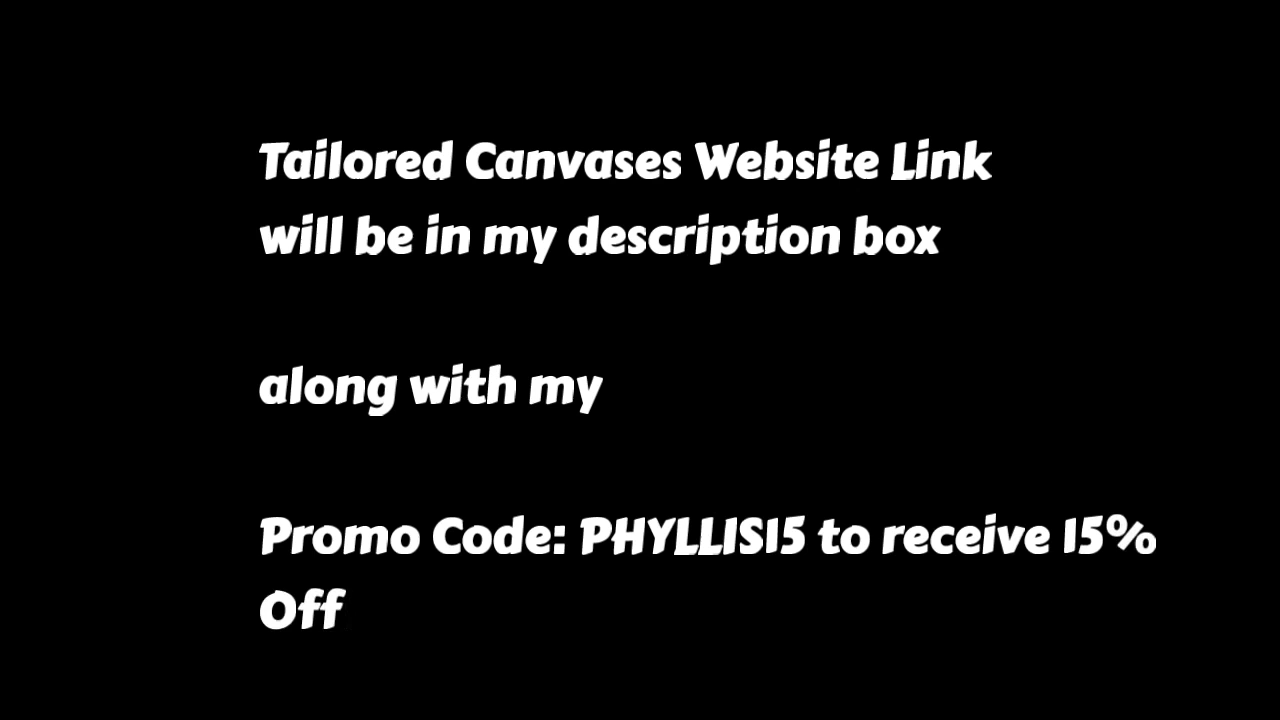 Tailored Canvases Website Link
will be in my description box
along with my
Promo Code: PHYLLIS15 to receive 15%
Off